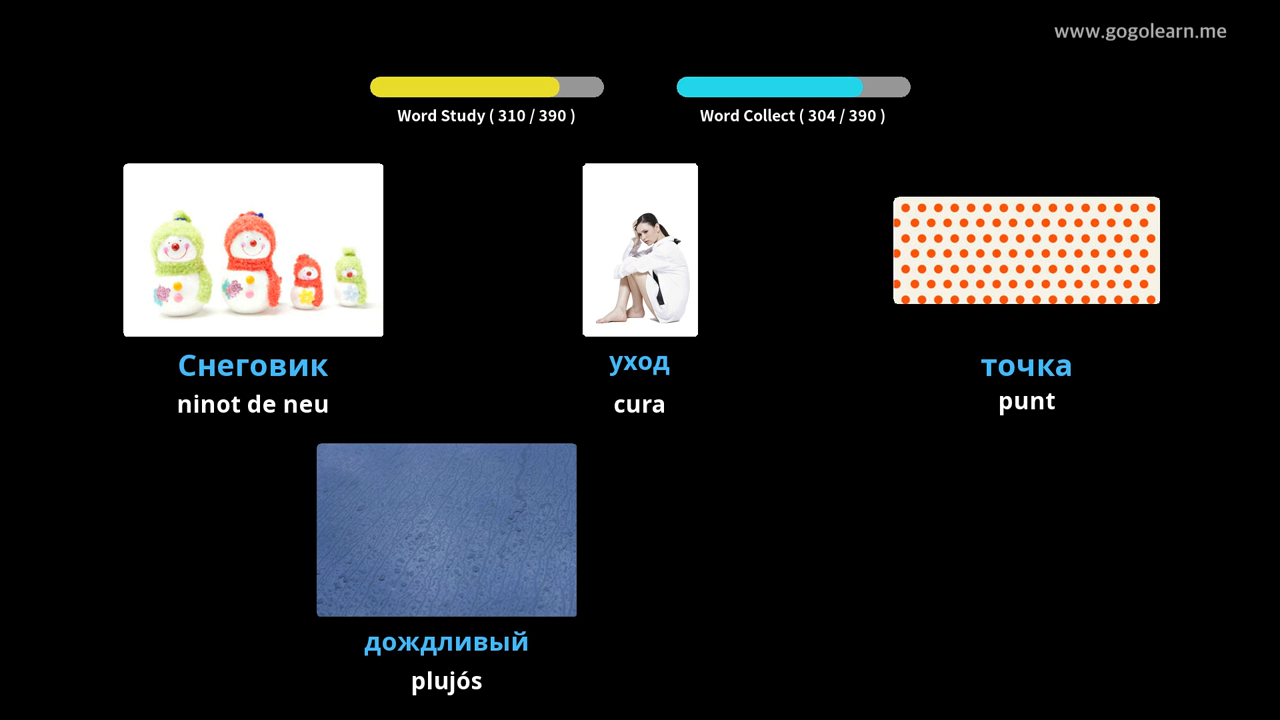 www.gogolearn.me
Word Study ( 310 / 390 )
Word Collect ( 304 / 390 )
Снеговик
ninot de neu
уход
cura
точка
punt
дождливый
plujós